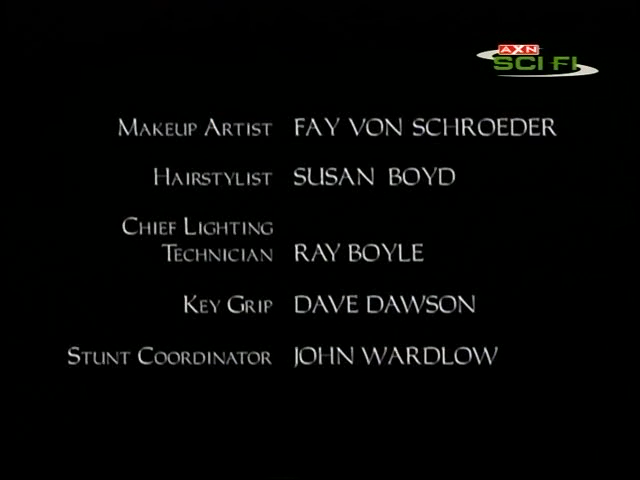 AXN
SCI FI
MAKEUP ARTIST FAY VON SCHROEDER
HAIRSTYLIST SUSAN BOYD
CHIEF LIGHTING
TECHNICIAN RAY BOYLE
KEY GRIP DAVE DAWSON
STUNT COORDINATOR JOHN WARDLOW